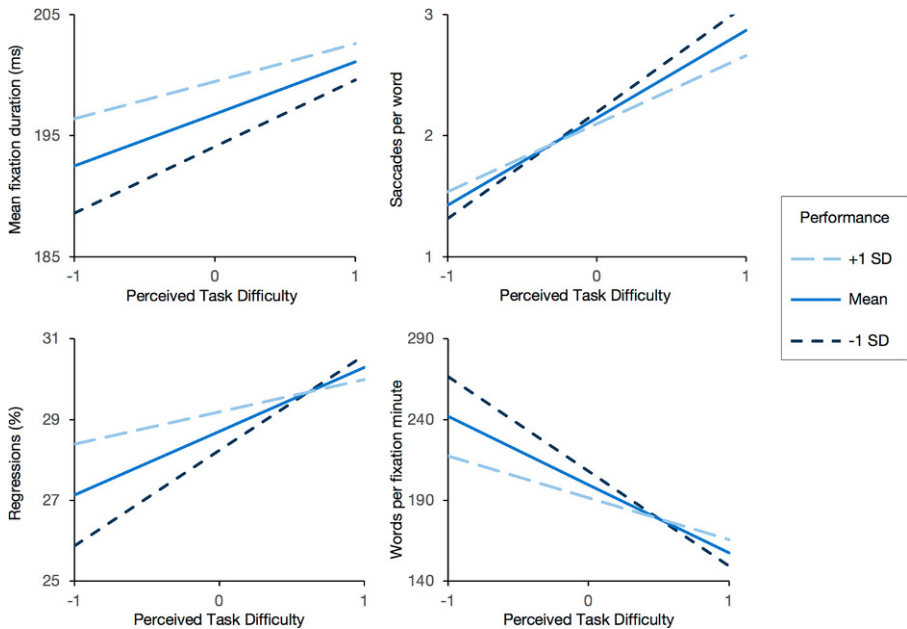 205
195
185
Mean fixation duration (ms)
-1
0
1
Perceived Task Difficulty
3
2
1
Saccades per word
-1
0
1
Perceived Task Difficulty
Performance
+1 SD
Mean
-1 SD
31
29
27
25
Regressions (%)
-1
0
1
Perceived Task Difficulty
290
240
190
140
Words per fixation minute
-1
0
1
Perceived Task Difficulty